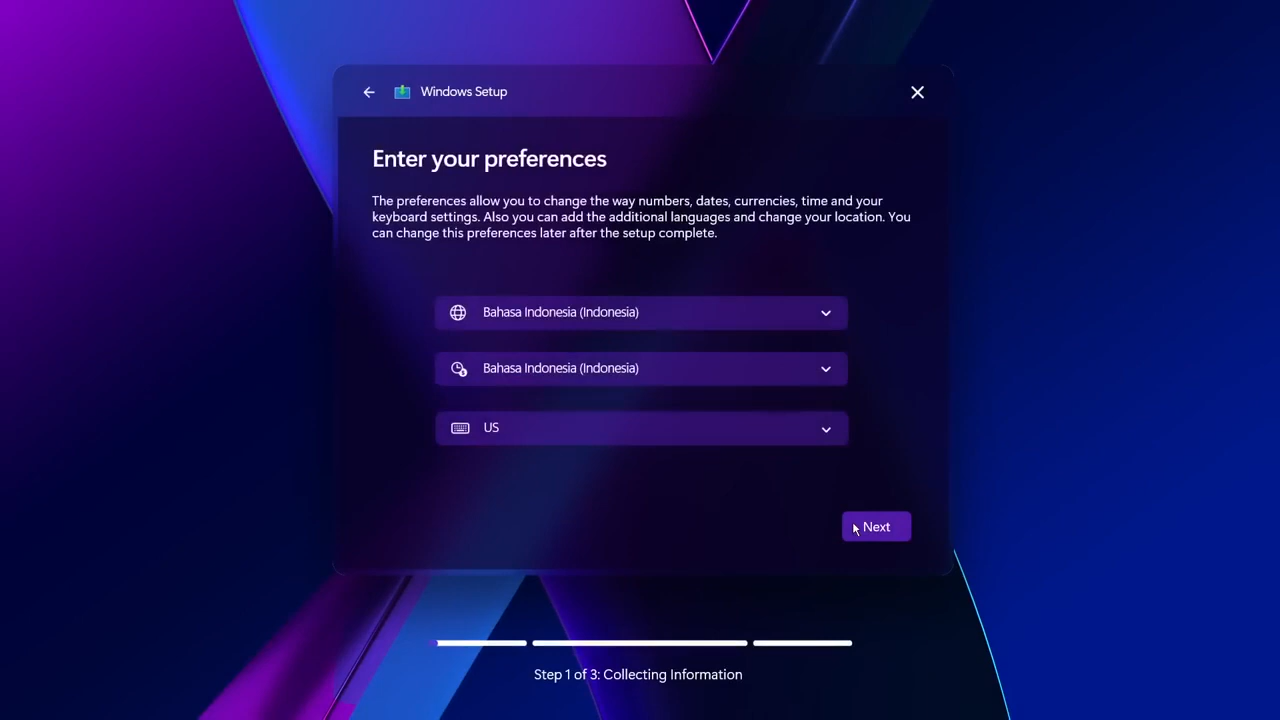 Windows Setup
Enter your preferences
The preferences allow you to change the way numbers, dates, currencies, time and your
keyboard settings. Also you can add the additional languages and change your location. You
can change this preferences later after the setup complete.
Bahasa Indonesia (Indonesia)
Bahasa Indonesia (Indonesia)
US
Next
Step 1 of 3: Collecting Information